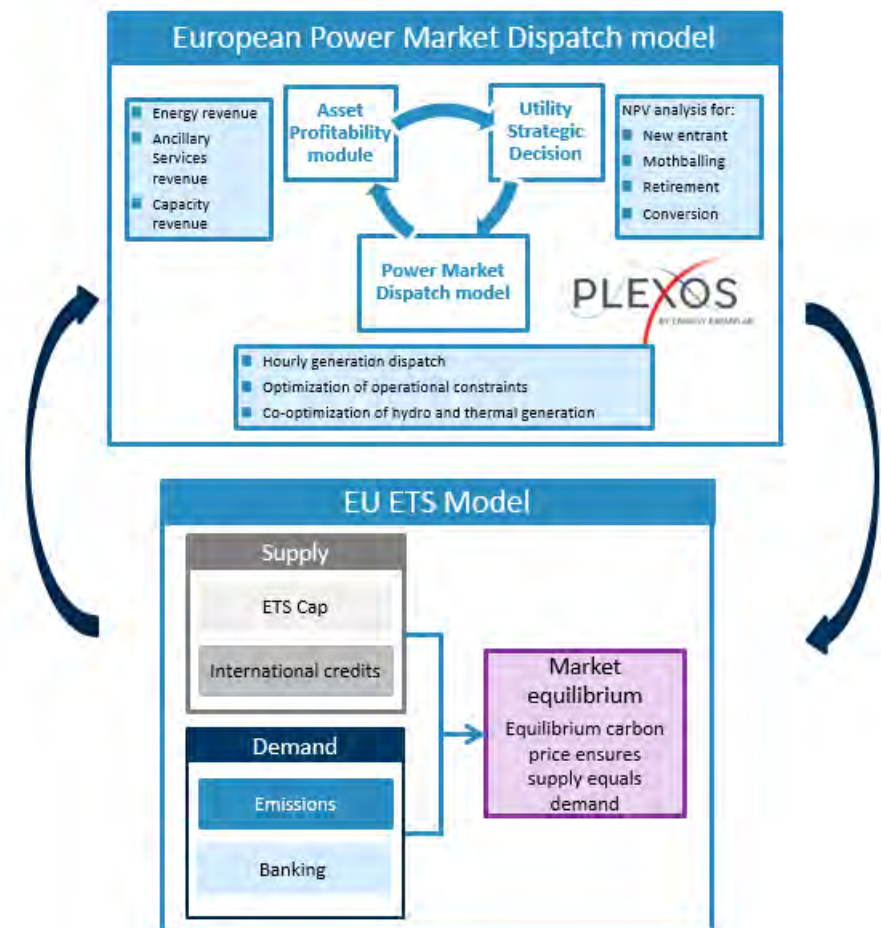 European Power Market Dispatch model
Energy revenue
Ancillary
Services
revenue
Capacity
revenue
Asset
Profitability
module
Utility
Strategic
Decision
NPV analysis for:
New entrant
Mothballing
Retirement
Conversion
Power Market
Dispatch model
PLEXOS
BY ENERGY EXEMPLAR
Hourly generation dispatch
Optimization of operational constraints
Co-optimization of hydro and thermal generation
EU ETS Model
Supply
ETS Cap
International credits
Demand
Emissions
Banking
Market
equilibrium
Equilibrium carbon
price ensures
supply equals
demand